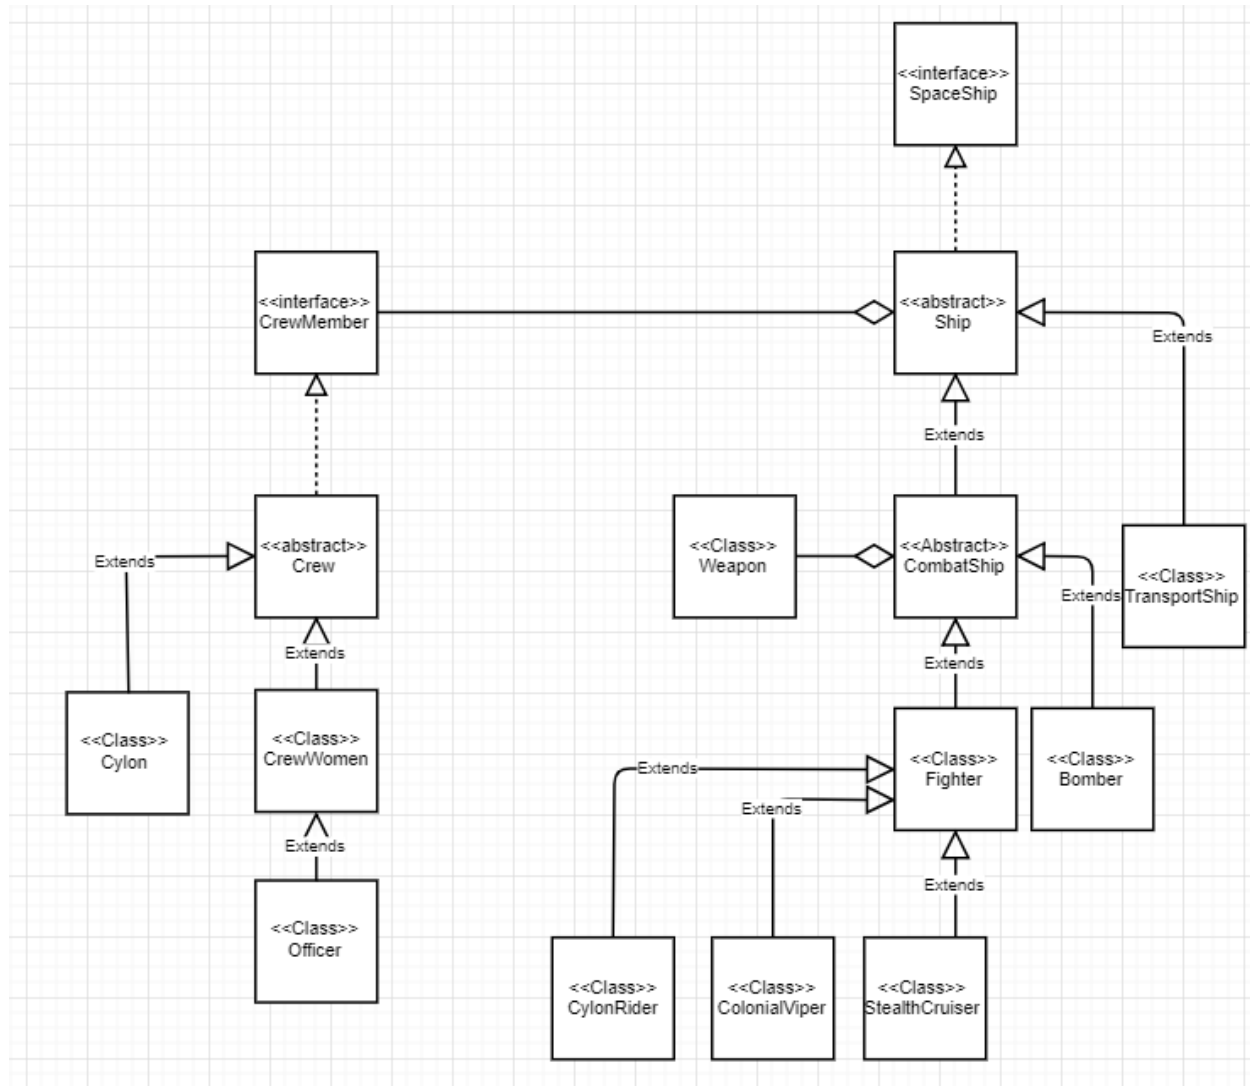 <<interface>>
SpaceShip
<<interface>>
CrewMember
<<abstract>>
Ship
Extends
Extends
<<Class>>
Weapon
<<Abstract>>
CombatShip
Extends
<<abstract>>
Crew
Extends
<<Class>>
TransportShip
Extends
Extends
<<Class>>
Cylon
<<Class>>
CrewWomen
<<Class>>
Fighter
<<Class>>
Bomber
Extends
Extends
Extends
Extends
<<Class>>
Officer
<<Class>>
CylonRider
<<Class>>
ColonialViper
<<Class>>
StealthCruiser
Extends